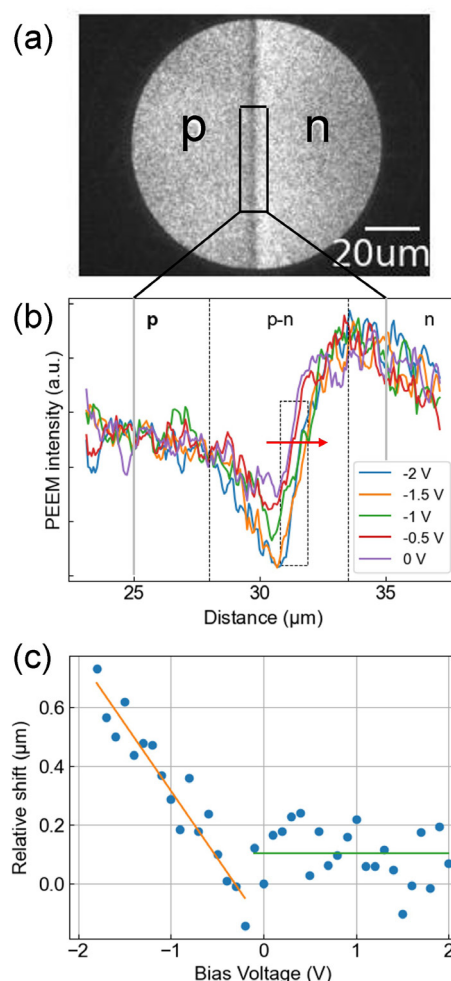 (a)
p n
20um
(b)
p p-n n
PEEM intensity (a.u.)
-2 V
-1.5 V
-1 V
-0.5 V
0 V
25 30 35
Distance (μm)
(c)
Relative shift (μm)
0.6
0.4
0.2
0.0
−2 −1 0 1 2
Bias Voltage (V)